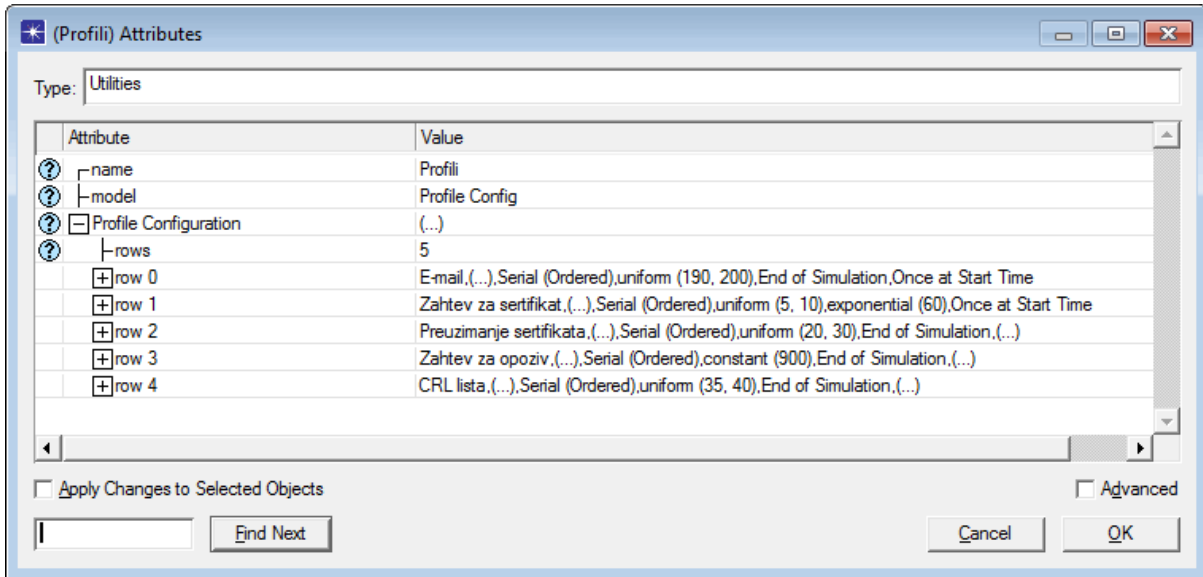 (Profili) Attributes
Type: Utilities
Attribute Value
name Profili
model Profile Config
Profile Configuration (...)
rows 5
row 0 E-mail,(...),Serial (Ordered),uniform (190, 200),End of Simulation,Once at Start Time
row 1 Zahtev za sertifikat,(...),Serial (Ordered),uniform (5, 10),exponential (60),Once at Start Time
row 2 Preuzimanje sertifikata,(...),Serial (Ordered),uniform (20, 30),End of Simulation,(...)
row 3 Zahtev za opoziv,(...),Serial (Ordered),constant (900),End of Simulation,(...)
row 4 CRL lista,(...),Serial (Ordered),uniform (35, 40),End of Simulation,(...)
Apply Changes to Selected Objects Advanced
Find Next Cancel OK